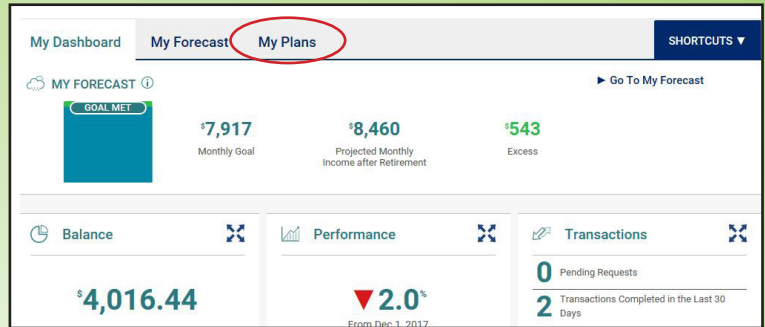 My Dashboard
My Forecast
My Plans
SHORTCUTS ▼
MY FORECAST ⓘ
► Go To My Forecast
GOAL MET
$7,917
Monthly Goal
$8,460
Projected Monthly
Income after Retirement
$543
Excess
Balance
$4,016.44
Performance
▼2.0%
From Dec 1, 2017
Transactions
0 Pending Requests
2 Transactions Completed in the Last 30
Days